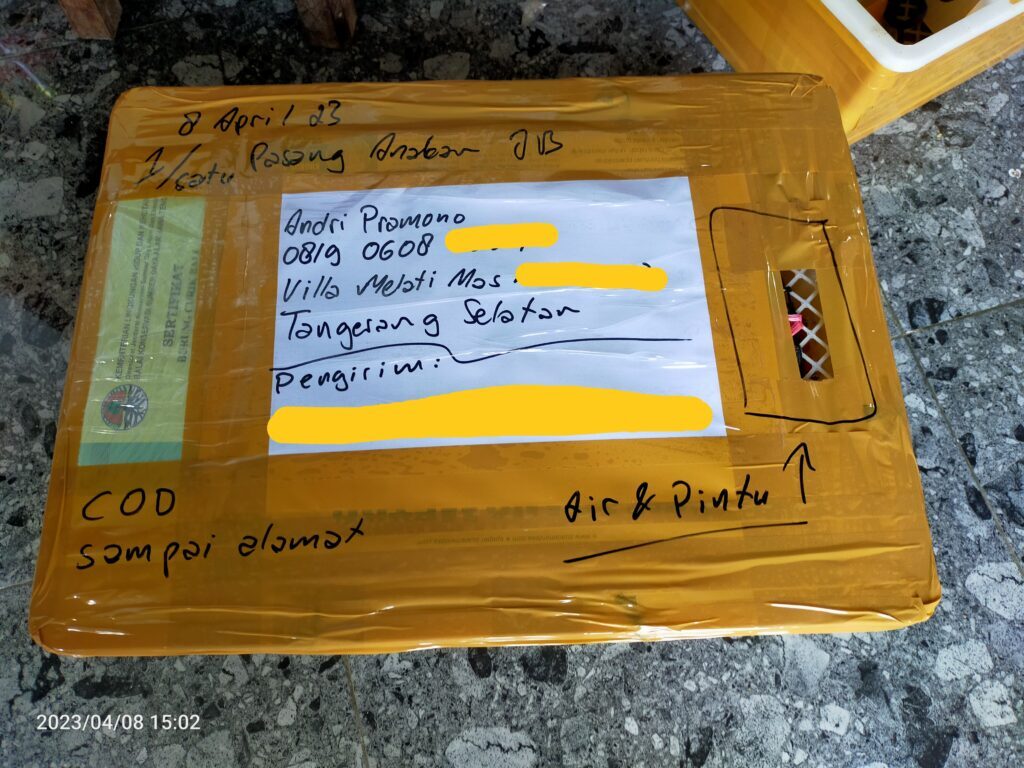 8 April 23
1/satu Pasang Anakan JB
Andri Pramono
0819 0608
Villa Melati Mas
Tangerang Selatan
Pengirim:
SERTIFIKAT
COD
sampai alamat
Air & Pintu ↑
2023/04/08 15:02